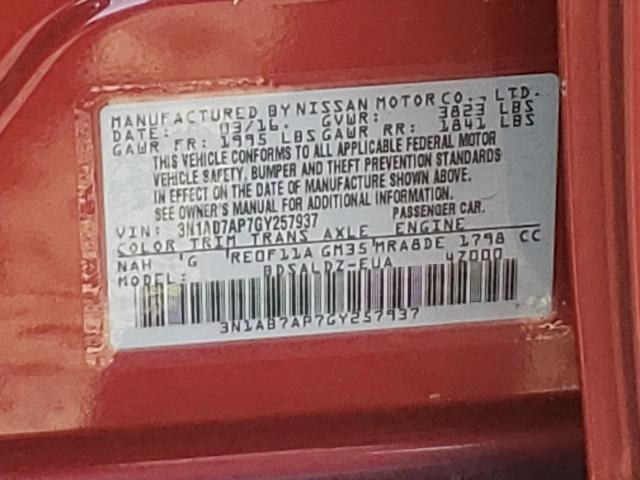 MANUFACTURED BY NISSAN MOTOR CO., LTD.
DATE: 03/16. GVWR: 3823 LBS
GAWR FR: 1995 LBS GAWR RR: 1841 LBS
THIS VEHICLE CONFORMS TO ALL APPLICABLE FEDERAL MOTOR
VEHICLE SAFETY, BUMPER AND THEFT PREVENTION STANDARDS
IN EFFECT ON THE DATE OF MANUFACTURE SHOWN ABOVE.
SEE OWNER'S MANUAL FOR ADDITIONAL INFORMATION.
VIN: 3N1AB7AP7GY257937 PASSENGER CAR.
COLOR TRIM TRANS AXLE ENGINE
NAH G RE0F11A GM35 MRA8DE 1798 CC
MODEL: BDSALDZ-EUA 47000
3N1AB7AP7GY257937